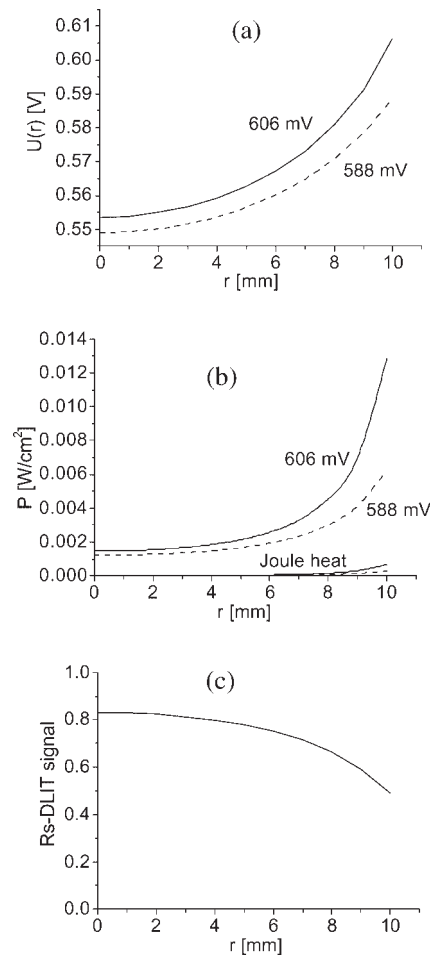 (a)
0.61
0.60
0.59
0.58
0.57
0.56
0.55
U(r) [V]
606 mV
588 mV
0 2 4 6 8 10
r [mm]
(b)
0.014
0.012
0.010
0.008
0.006
0.004
0.002
0.000
P [W/cm²]
606 mV
588 mV
Joule heat
0 2 4 6 8 10
r [mm]
(c)
1.0
0.8
0.6
0.4
0.2
0.0
Rs-DLIT signal
0 2 4 6 8 10
r [mm]